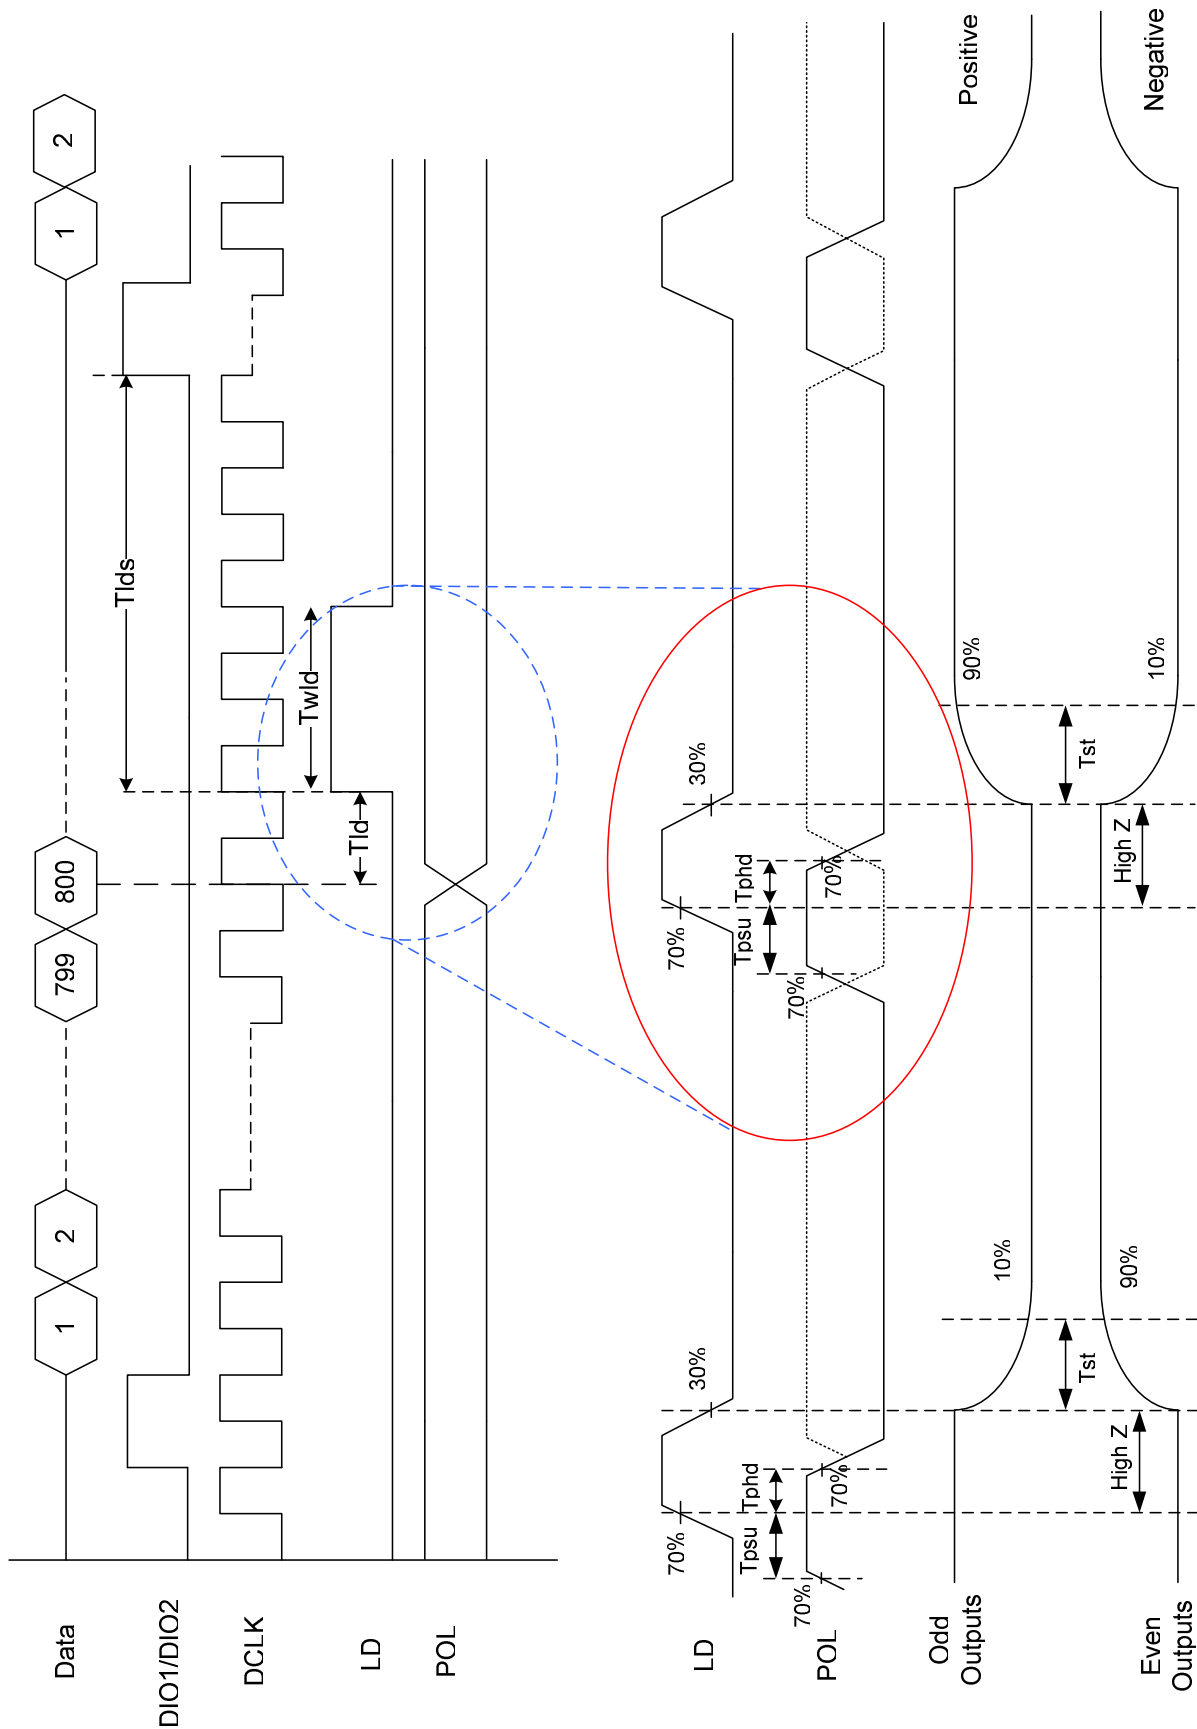 Data
1
2
799
800
1
2
DIO1/DIO2
Tlds
DCLK
LD
Tld
Twld
POL
LD
70%
30%
70%
30%
Tpsu
Tphd
Tpsu
Tphd
POL
70%
70%
70%
70%
Odd
Outputs
10%
90%
Positive
Tst
Tst
High Z
90%
High Z
10%
Negative
Even
Outputs